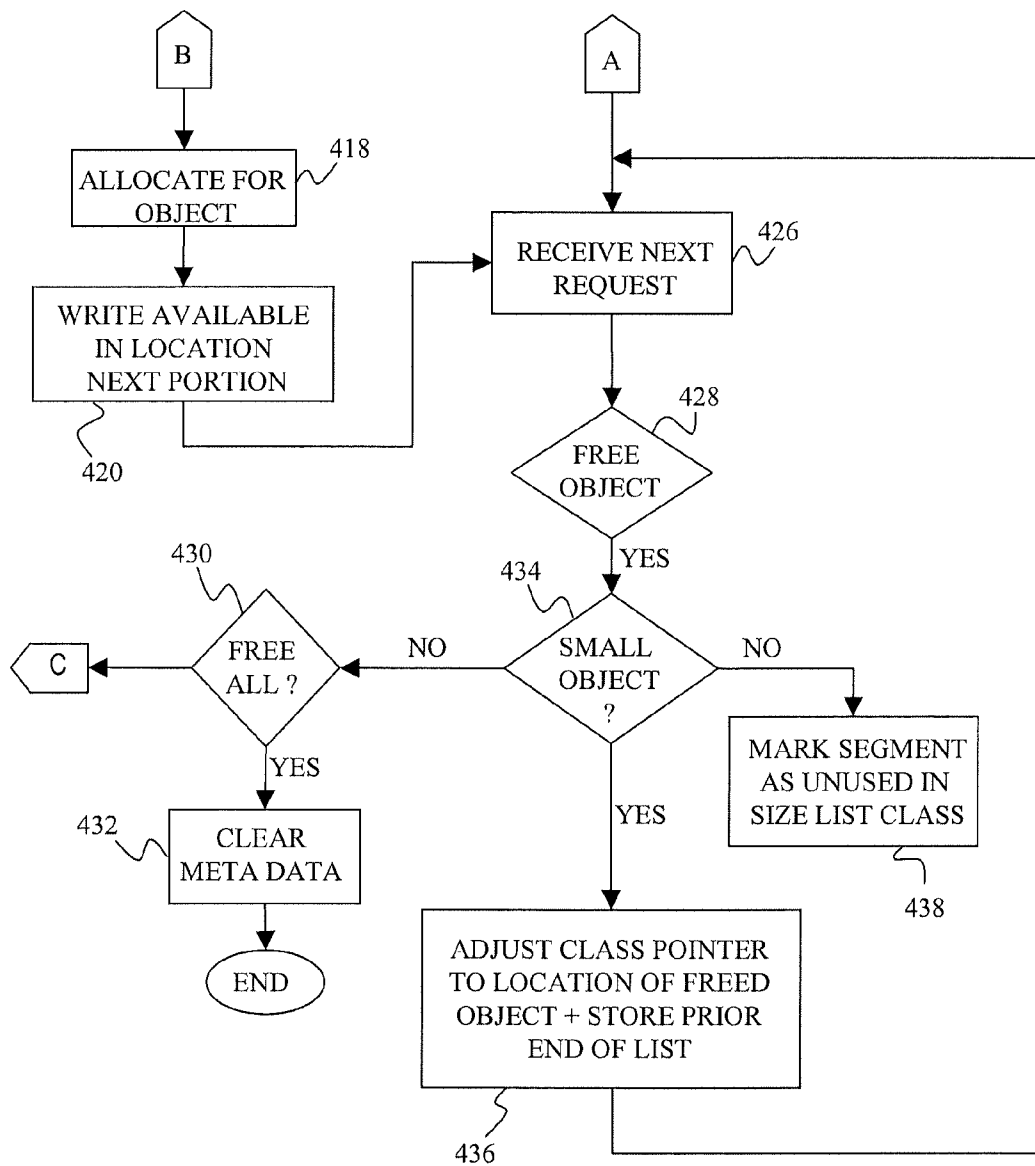 B
A
ALLOCATE FOR
OBJECT
418
WRITE AVAILABLE
IN LOCATION
NEXT PORTION
420
RECEIVE NEXT
REQUEST
426
FREE
OBJECT
428
YES
430
434
C
FREE
ALL ?
NO
SMALL
OBJECT
?
NO
YES
YES
MARK SEGMENT
AS UNUSED IN
SIZE LIST CLASS
438
432
CLEAR
META DATA
END
ADJUST CLASS POINTER
TO LOCATION OF FREED
OBJECT + STORE PRIOR
END OF LIST
436